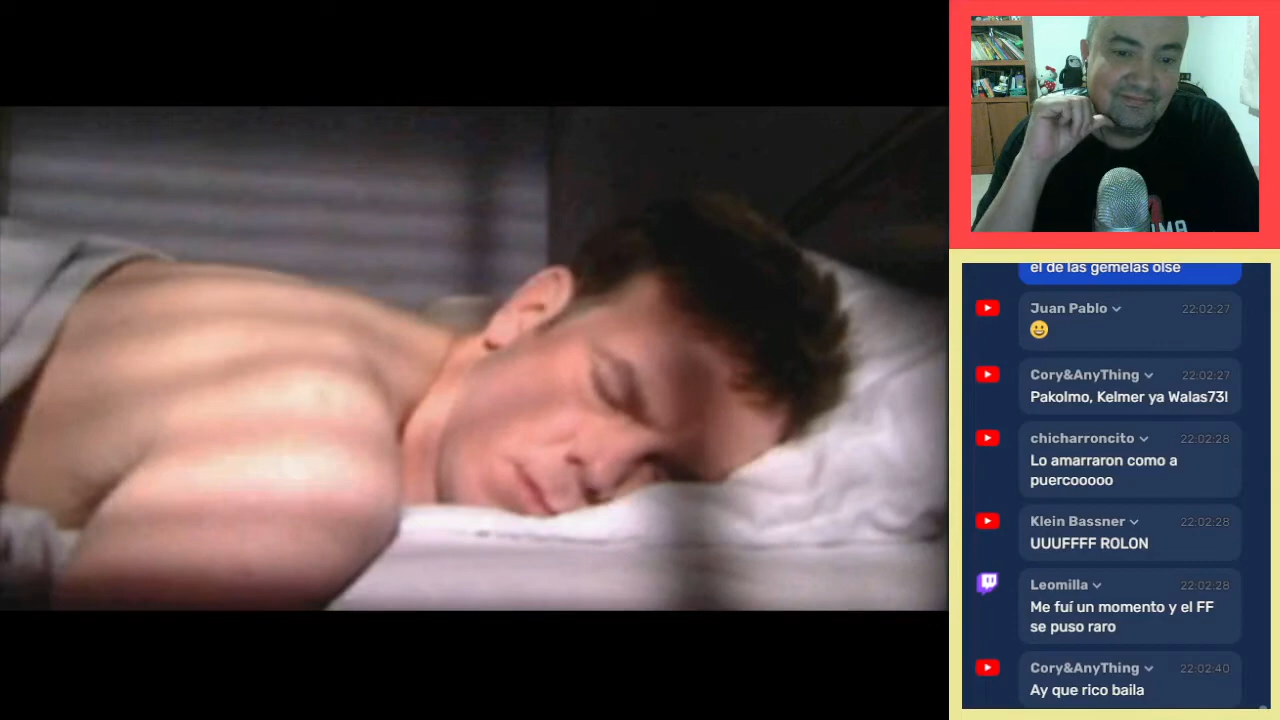 IMA
el de las gemelas olse
Juan Pablo
22:02:27
Cory&AnyThing
22:02:27
Pakolmo, Kelmer ya Walas73!
chicharroncito
22:02:28
Lo amarraron como a
puercooooo
Klein Bassner
22:02:28
UUUFFFF ROLON
Leomilla
22:02:28
Me fuí un momento y el FF
se puso raro
Cory&AnyThing
22:02:40
Ay que rico baila